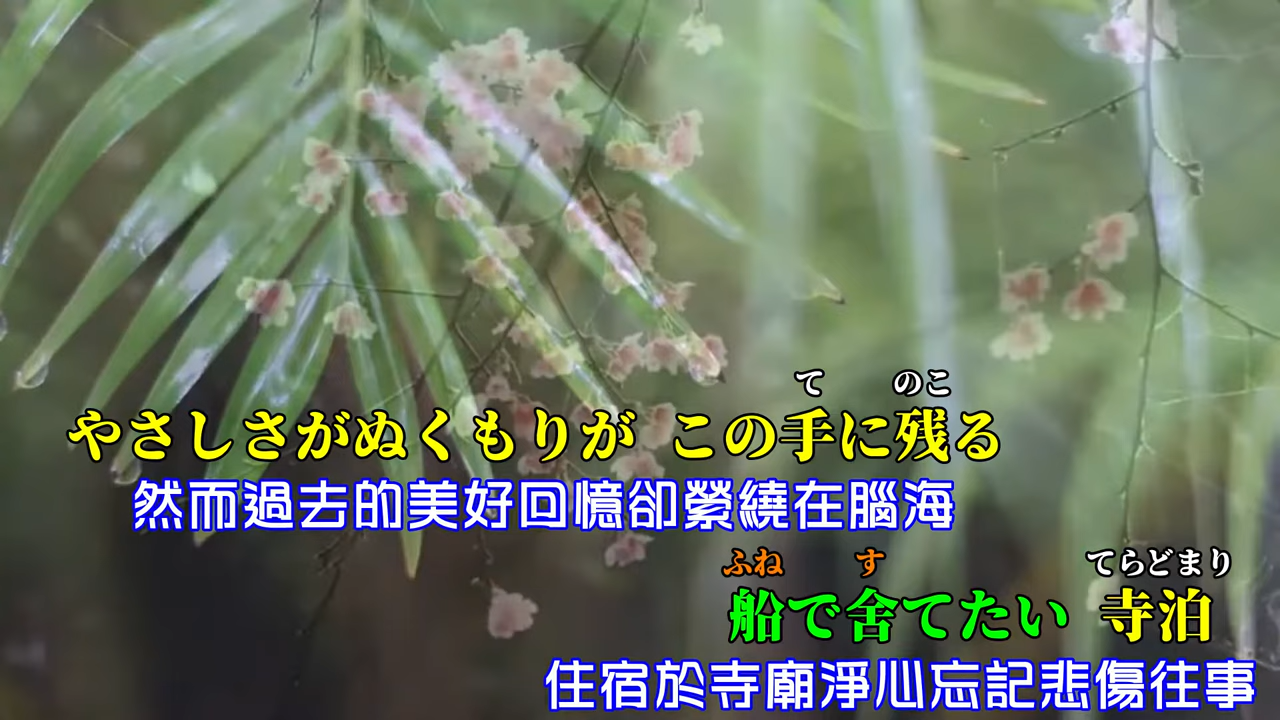 て のこ
やさしさがぬくもりが この手に残る
然而過去的美好回憶卻縈繞在腦海
ふね す てらどまり
船で舍てたい 寺泊
住宿於寺廟淨心忘記悲傷往事